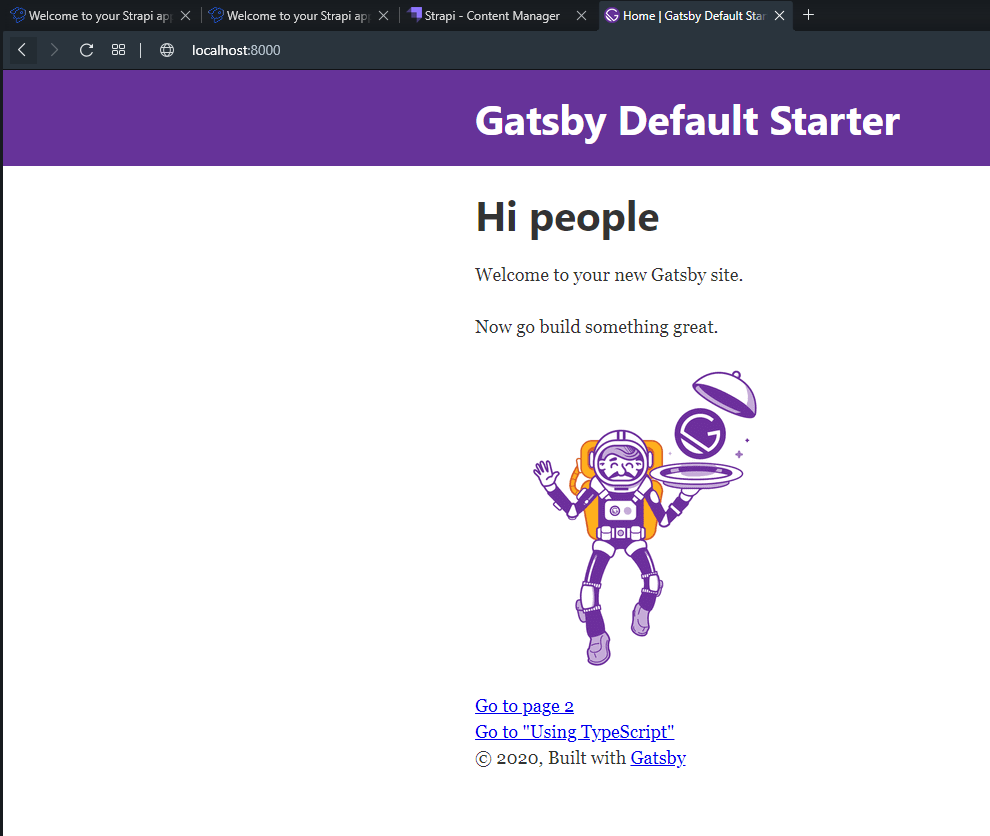 Welcome to your Strapi ap
Welcome to your Strapi ap
Strapi - Content Manager
Home | Gatsby Default Star
localhost:8000
Gatsby Default Starter
Hi people
Welcome to your new Gatsby site.
Now go build something great.
Go to page 2
Go to "Using TypeScript"
© 2020, Built with Gatsby